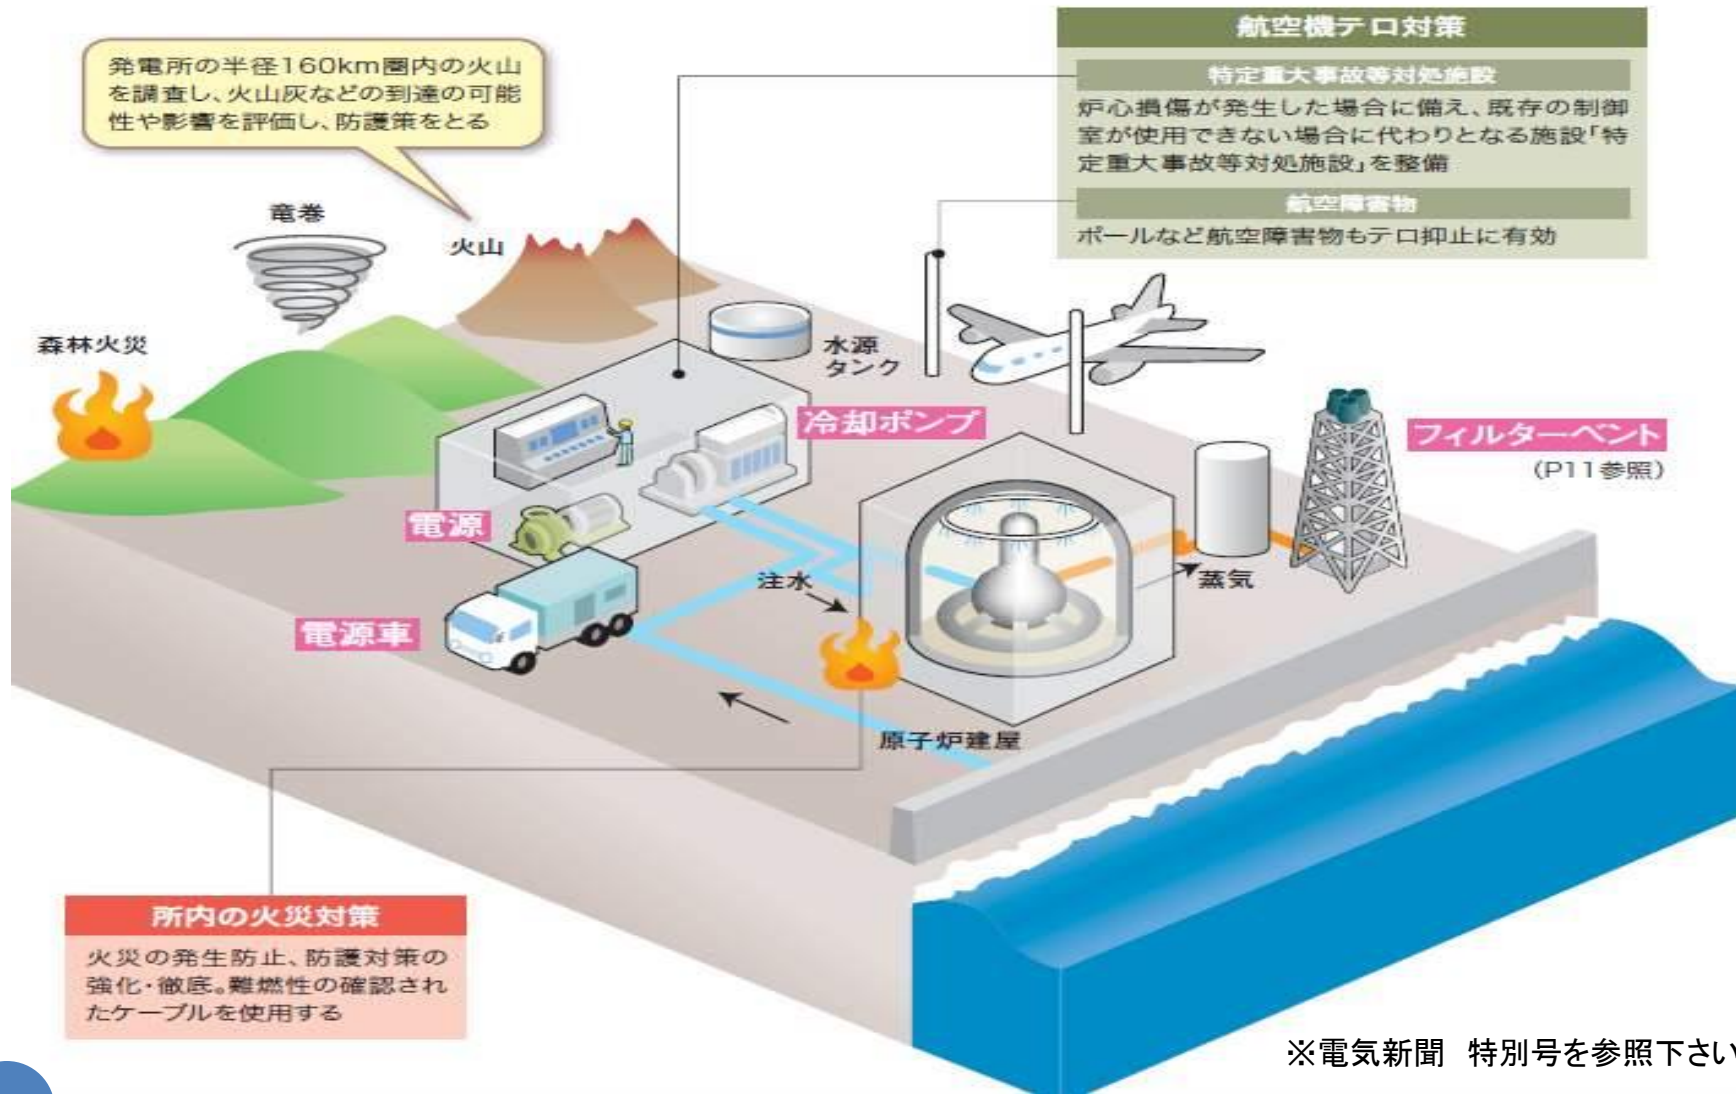 発電所の半径160km圏内の火山
を調査し、火山灰などの到達の可能
性や影響を評価し、防護策をとる
航空機テロ対策
特定重大事故等対処施設
炉心損傷が発生した場合に備え、既存の制御
室が使用できない場合に代わりとなる施設「特
定重大事故等対処施設」を整備
航空障害物
ポールなど航空障害物もテロ抑止に有効
竜巻
火山
森林火災
水源
タンク
冷却ポンプ
フィルターベント
(P11参照)
電源
注水
蒸気
電源車
原子炉建屋
所内の火災対策
火災の発生防止、防護対策の
強化・徹底。難燃性の確認され
たケーブルを使用する
※電気新聞 特別号を参照下さい